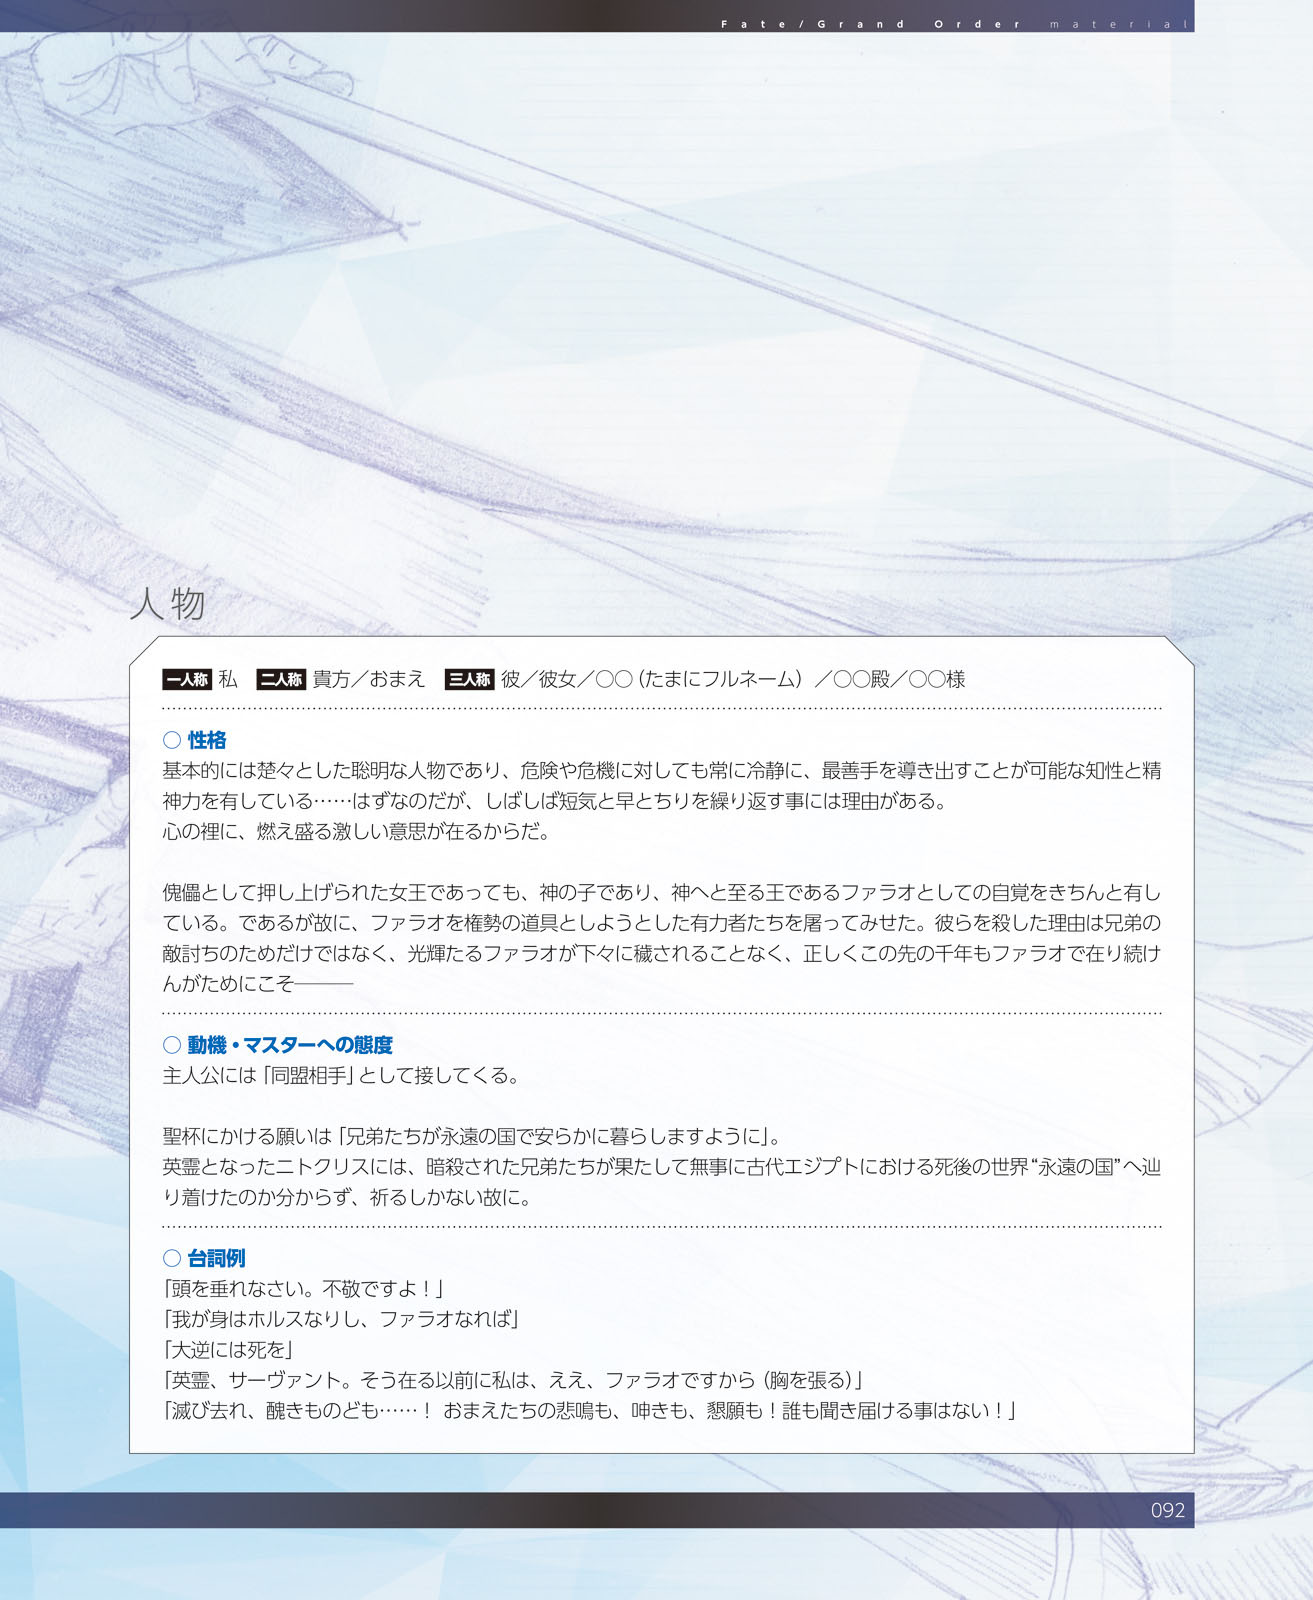 Fate/Grand Order material
人物
一人称 私 二人称 貴方／おまえ 三人称 彼／彼女／○○（たまにフルネーム）／○○殿／○○様
○ 性格
基本的には楚々とした聡明な人物であり、危険や危機に対しても常に冷静に、最善手を導き出すことが可能な知性と精
神力を有している……はずなのだが、しばしば短気と早とちりを繰り返す事には理由がある。
心の裡に、燃え盛る激しい意思が在るからだ。
傀儡として押し上げられた女王であっても、神の子であり、神へと至る王であるファラオとしての自覚をきちんと有し
ている。であるが故に、ファラオを権勢の道具としようとした有力者たちを屠ってみせた。彼らを殺した理由は兄弟の
敵討ちのためだけではなく、光輝たるファラオが下々に穢されることなく、正しくこの先の千年もファラオで在り続け
んがためにこそ―――
○ 動機・マスターへの態度
主人公には「同盟相手」として接してくる。
聖杯にかける願いは「兄弟たちが永遠の国で安らかに暮らしますように」。
英霊となったニトクリスには、暗殺された兄弟たちが果たして無事に古代エジプトにおける死後の世界“永遠の国”へ辿
り着けたのか分からず、祈るしかない故に。
○ 台詞例
「頭を垂れなさい。不敬ですよ！」
「我が身はホルスなりし、ファラオなれば」
「大逆には死を」
「英霊、サーヴァント。そう在る以前に私は、ええ、ファラオですから（胸を張る）」
「滅び去れ、醜きものども……！ おまえたちの悲鳴も、呻きも、懇願も！誰も聞き届ける事はない！」
092